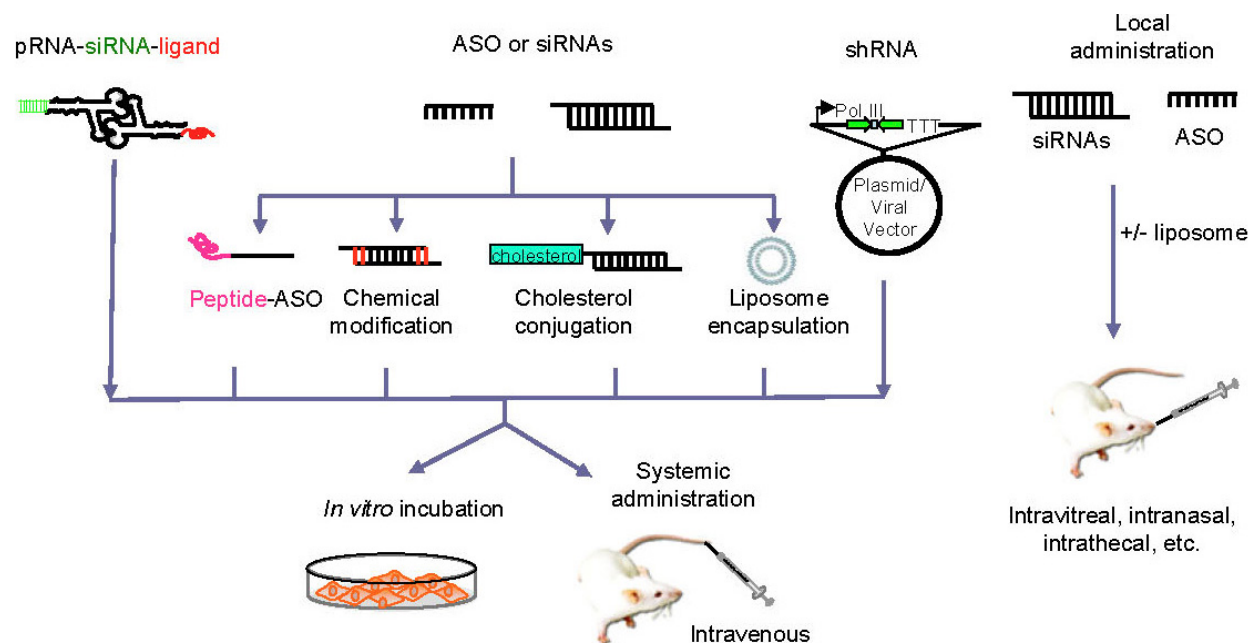 pRNA-siRNA-ligand
ASO or siRNAs
shRNA
Pol III
TTT
Plasmid/
Viral
Vector
Local
administration
siRNAs
ASO
+/- liposome
Peptide-ASO
Chemical
modification
cholesterol
Cholesterol
conjugation
Liposome
encapsulation
In vitro incubation
Systemic
administration
Intravenous
Intravitreal, intranasal,
intrathecal, etc.